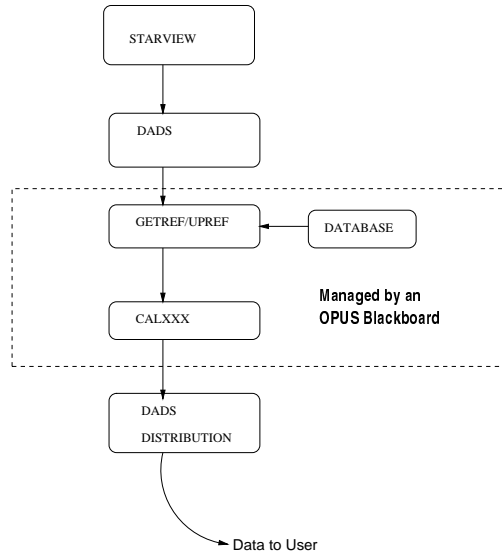 STARVIEW
DADS
GETREF/UPREF
DATABASE
Managed by an
OPUS Blackboard
CALXXX
DADS
DISTRIBUTION
Data to User